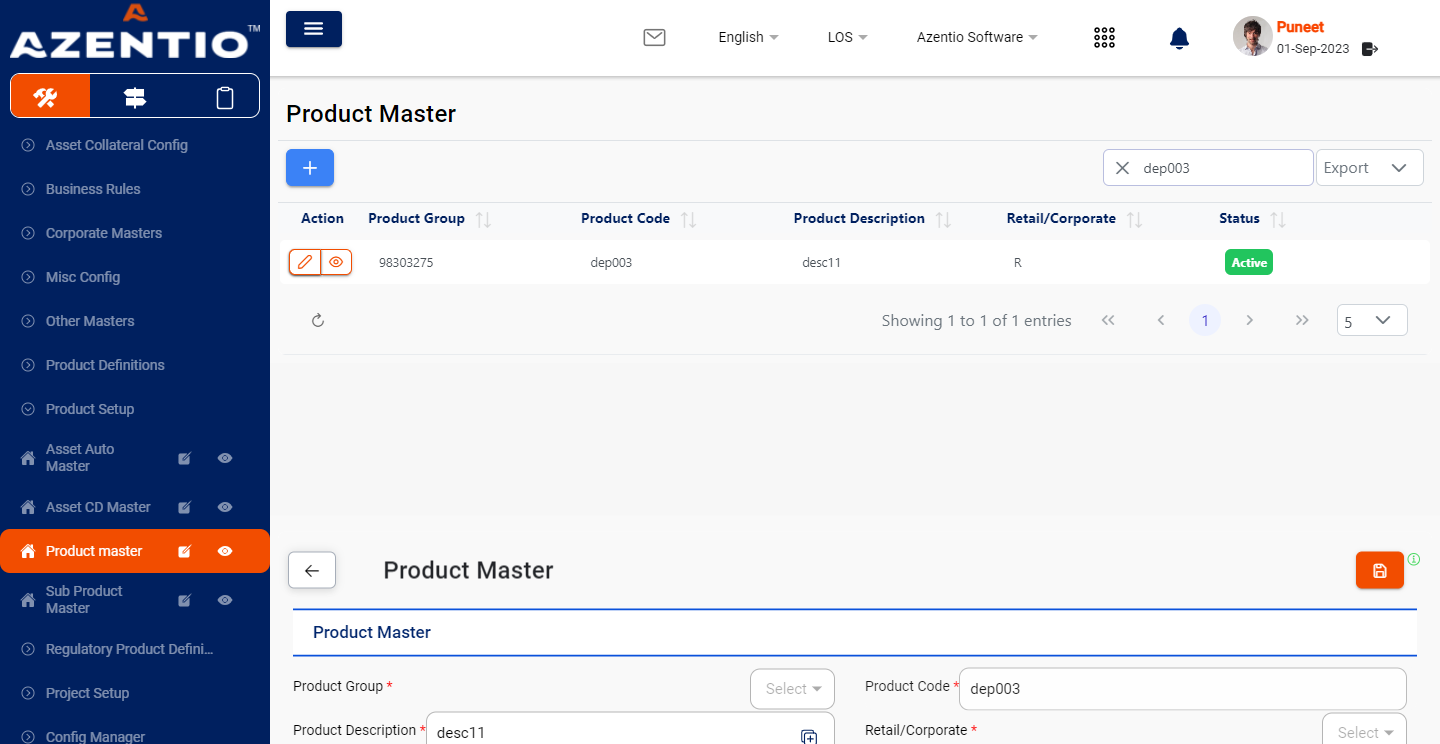 AZENTIO™
Asset Collateral Config
Business Rules
Corporate Masters
Misc Config
Other Masters
Product Definitions
Product Setup
Asset Auto
Master
Asset CD Master
Product master
Sub Product
Master
Regulatory Product Defini...
Project Setup
Config Manager
English
LOS
Azentio Software
Puneet
01-Sep-2023
Product Master
dep003
Export
Action Product Group Product Code Product Description Retail/Corporate Status
98303275 dep003 desc11 R Active
Showing 1 to 1 of 1 entries
1
5
Product Master
Product Master
Product Group * Select Product Code * dep003
Product Description * desc11 Retail/Corporate * Select